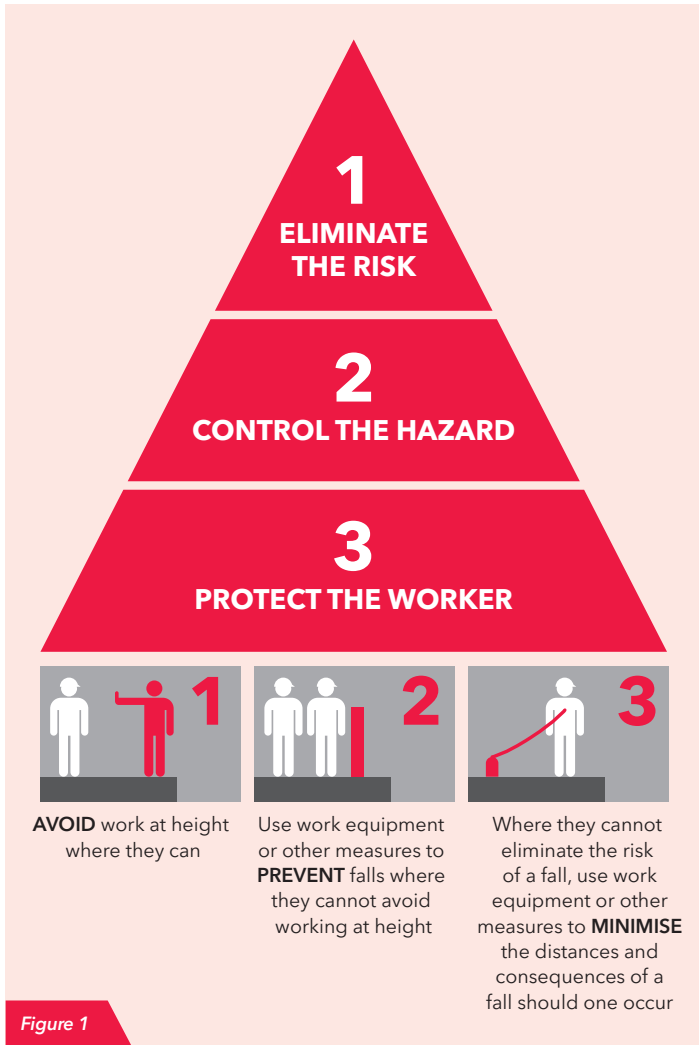 1
ELIMINATE
THE RISK
2
CONTROL THE HAZARD
3
PROTECT THE WORKER
1
AVOID work at height
where they can
2
Use work equipment
or other measures to
PREVENT falls where
they cannot avoid
working at height
3
Where they cannot
eliminate the risk
of a fall, use work
equipment or other
measures to MINIMISE
the distances and
consequences of a
fall should one occur
Figure 1